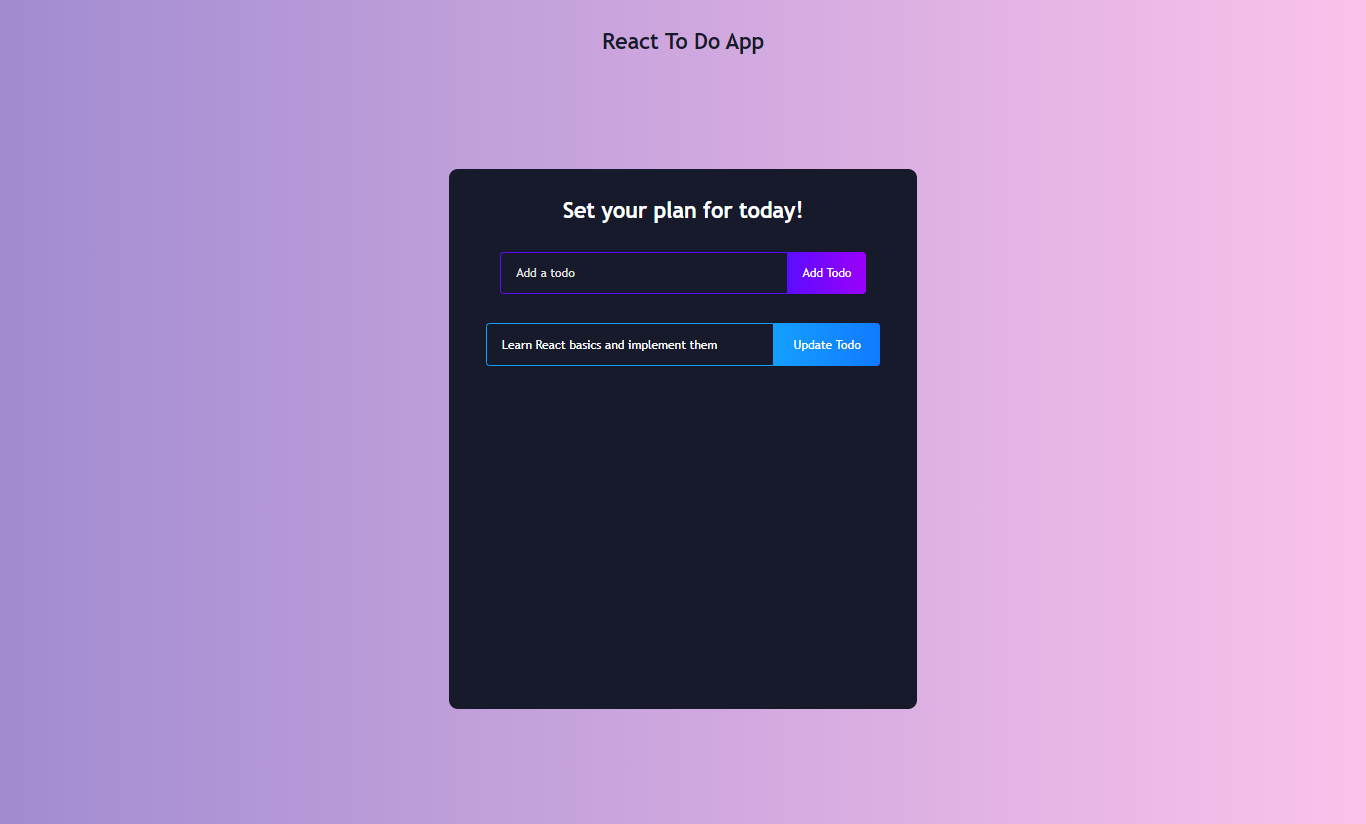 React To Do App
Set your plan for today!
Add a todo
Add Todo
Learn React basics and implement them
Update Todo